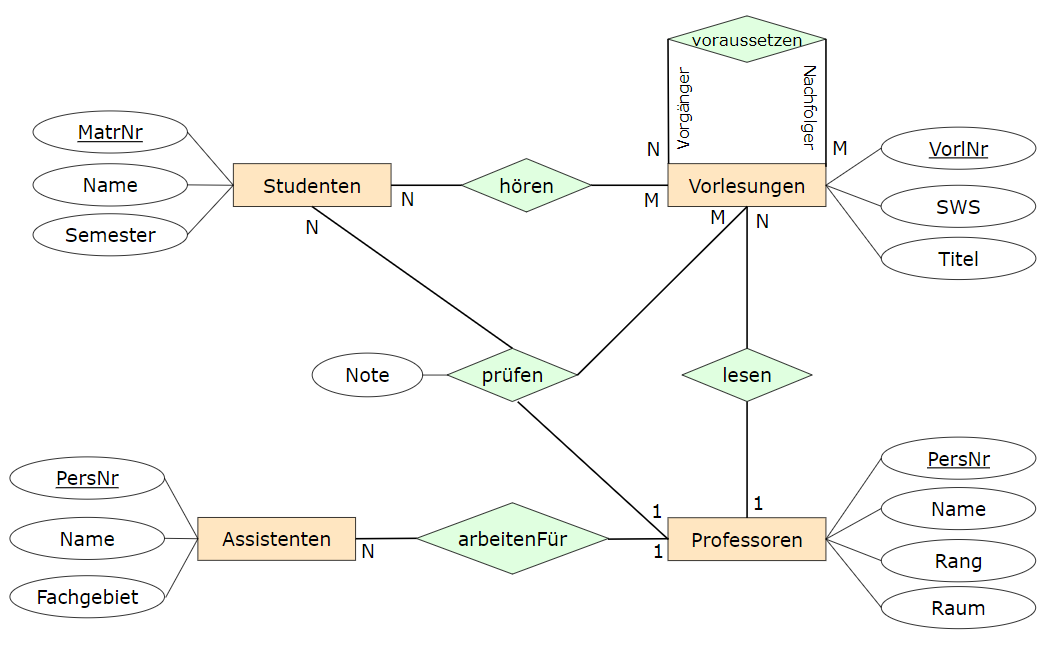 voraussetzen
Vorgänger
Nachfolger
N
M
MatrNr
Name
Semester
Studenten
N
hören
M
Vorlesungen
VorlNr
SWS
Titel
N
M
N
Note
prüfen
lesen
1
1
PersNr
Name
Fachgebiet
Assistenten
N
arbeitenFür
1
Professoren
PersNr
Name
Rang
Raum